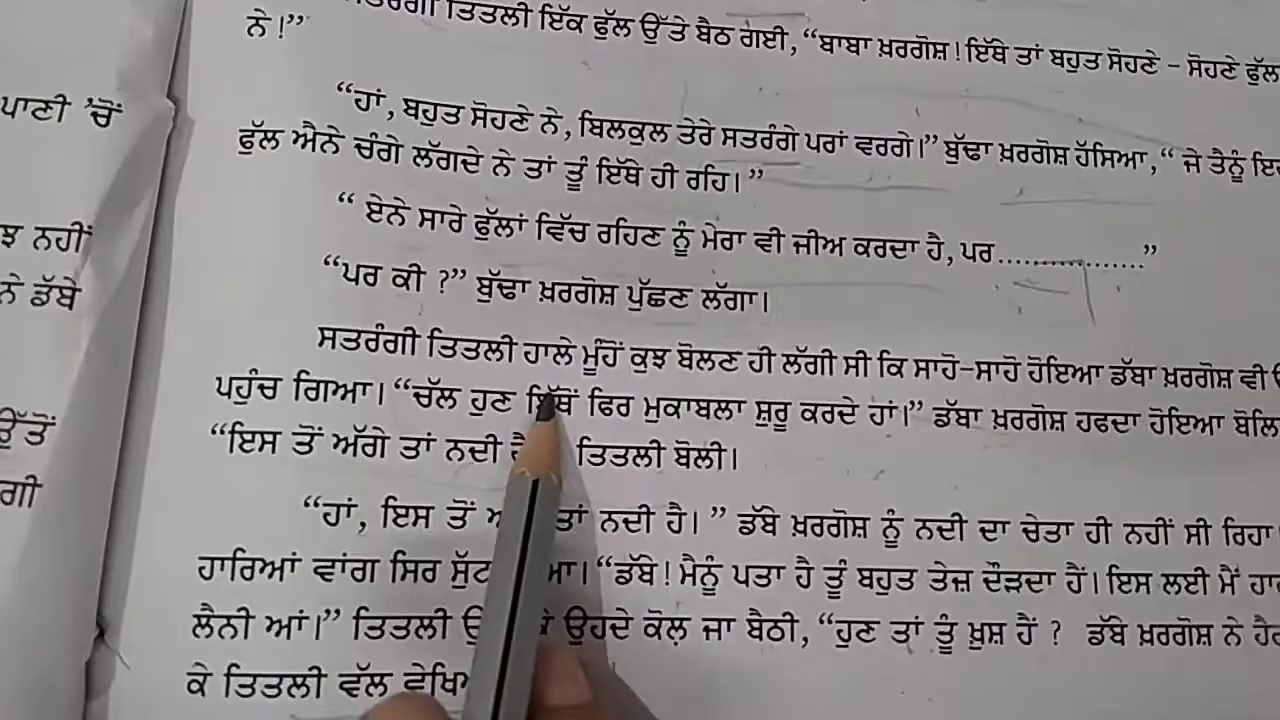 ਤਿਤਲੀ ਇੱਕ ਫੁੱਲ ਉੱਤੇ ਬੈਠ ਗਈ, “ਬਾਬਾ ਖ਼ਰਗੋਸ਼! ਇੱਥੇ ਤਾਂ ਬਹੁਤ ਸੋਹਣੇ - ਸੋਹਣੇ ਫੁੱਲ
ਨੇ!”
“ਹਾਂ, ਬਹੁਤ ਸੋਹਣੇ ਨੇ, ਬਿਲਕੁਲ ਤੇਰੇ ਸਤਰੰਗੇ ਪਰਾਂ ਵਰਗੇ।” ਬੁੱਢਾ ਖ਼ਰਗੋਸ਼ ਹੱਸਿਆ, “ ਜੇ ਤੈਨੂੰ
ਫੁੱਲ ਐਨੇ ਚੰਗੇ ਲੱਗਦੇ ਨੇ ਤਾਂ ਤੂੰ ਇੱਥੇ ਹੀ ਰਹਿ। ”
“ ਏਨੇ ਸਾਰੇ ਫੁੱਲਾਂ ਵਿੱਚ ਰਹਿਣ ਨੂੰ ਮੇਰਾ ਵੀ ਜੀਅ ਕਰਦਾ ਹੈ, ਪਰ..................”
“ਪਰ ਕੀ ?” ਬੁੱਢਾ ਖ਼ਰਗੋਸ਼ ਪੁੱਛਣ ਲੱਗਾ।
ਸਤਰੰਗੀ ਤਿਤਲੀ ਹਾਲੇ ਮੂੰਹੋਂ ਕੁਝ ਬੋਲਣ ਹੀ ਲੱਗੀ ਸੀ ਕਿ ਸਾਹੋ-ਸਾਹੋ ਹੋਇਆ ਡੱਬਾ ਖ਼ਰਗੋਸ਼ ਵੀ
ਪਹੁੰਚ ਗਿਆ। “ਚੱਲ ਹੁਣ ਇੱਥੋਂ ਫਿਰ ਮੁਕਾਬਲਾ ਸ਼ੁਰੂ ਕਰਦੇ ਹਾਂ।” ਡੱਬਾ ਖ਼ਰਗੋਸ਼ ਹਫਦਾ ਹੋਇਆ
“ਇਸ ਤੋਂ ਅੱਗੇ ਤਾਂ ਨਦੀ ਤਿਤਲੀ ਬੋਲੀ।
“ਹਾਂ, ਇਸ ਤੋਂ ਤਾਂ ਨਦੀ ਹੈ। ” ਡੱਬੇ ਖ਼ਰਗੋਸ਼ ਨੂੰ ਨਦੀ ਦਾ ਚੇਤਾ ਹੀ ਨਹੀਂ ਸੀ ਰਿਹਾ
ਹਾਰਿਆਂ ਵਾਂਗ ਸਿਰ “ਡੱਬੇ! ਮੈਨੂੰ ਪਤਾ ਹੈ ਤੂੰ ਬਹੁਤ ਤੇਜ਼ ਦੌੜਦਾ ਹੈਂ। ਇਸ ਲਈ ਮੈਂ
ਲੈਨੀ ਆਂ।” ਤਿਤਲੀ ਉਹਦੇ ਕੋਲ਼ ਜਾ ਬੈਠੀ, “ਹੁਣ ਤਾਂ ਤੂੰ ਖ਼ੁਸ਼ ਹੈਂ ? ਡੱਬੇ ਖ਼ਰਗੋਸ਼ ਨੇ
ਕੇ ਤਿਤਲੀ ਵੱਲ
ਪਾਣੀ ’ਚੋਂ
ਨਹੀਂ
ਨੇ ਡੱਬੇ